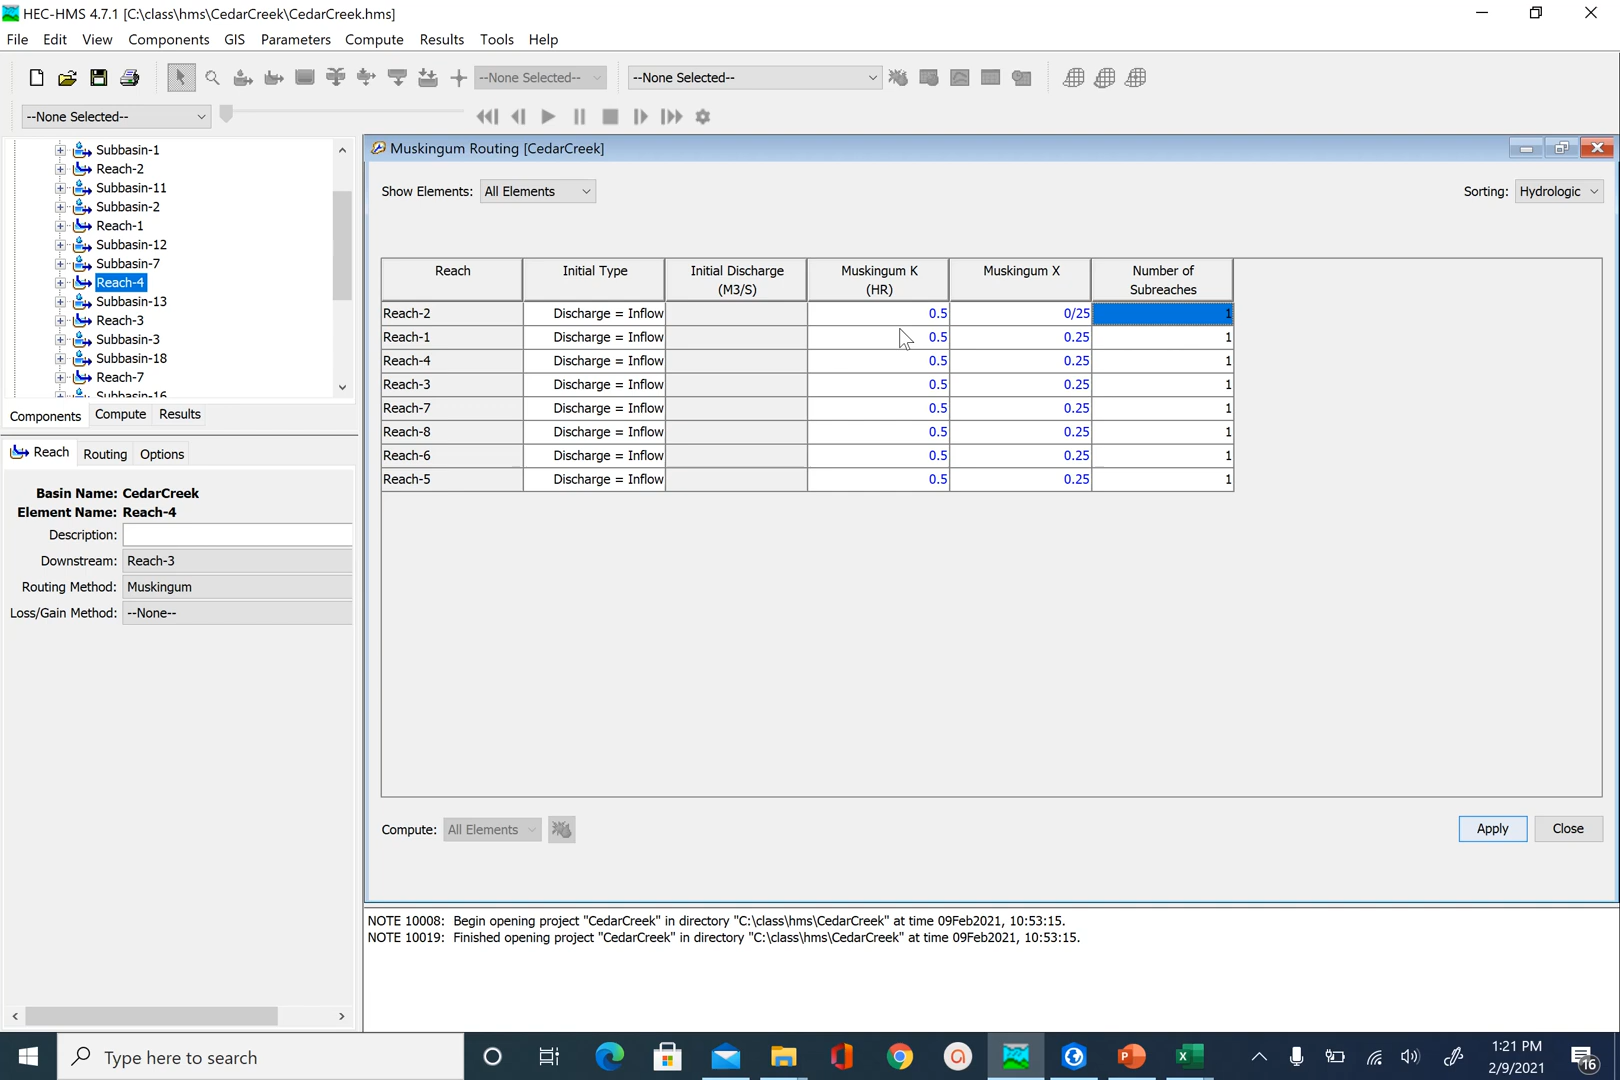 HEC-HMS 4.7.1 [C:\class\hms\CedarCreek\CedarCreek.hms]
File Edit View Components GIS Parameters Compute Results Tools Help
--None Selected-- --None Selected--
--None Selected--
Subbasin-1
Reach-2
Subbasin-11
Subbasin-2
Reach-1
Subbasin-12
Subbasin-7
Reach-4
Subbasin-13
Reach-3
Subbasin-3
Subbasin-18
Reach-7
Subbasin-16
Components Compute Results
Reach Routing Options
Basin Name: CedarCreek
Element Name: Reach-4
Description:
Downstream: Reach-3
Routing Method: Muskingum
Loss/Gain Method: --None--
Muskingum Routing [CedarCreek]
Show Elements: All Elements Sorting: Hydrologic
Reach Initial Type Initial Discharge Muskingum K Muskingum X Number of
(M3/S) (HR) Subreaches
Reach-2 Discharge = Inflow 0.5 0/25 1
Reach-1 Discharge = Inflow 0.5 0.25 1
Reach-4 Discharge = Inflow 0.5 0.25 1
Reach-3 Discharge = Inflow 0.5 0.25 1
Reach-7 Discharge = Inflow 0.5 0.25 1
Reach-8 Discharge = Inflow 0.5 0.25 1
Reach-6 Discharge = Inflow 0.5 0.25 1
Reach-5 Discharge = Inflow 0.5 0.25 1
Compute: All Elements Apply Close
NOTE 10008: Begin opening project "CedarCreek" in directory "C:\class\hms\CedarCreek" at time 09Feb2021, 10:53:15.
NOTE 10019: Finished opening project "CedarCreek" in directory "C:\class\hms\CedarCreek" at time 09Feb2021, 10:53:15.
Type here to search
1:21 PM
2/9/2021
16